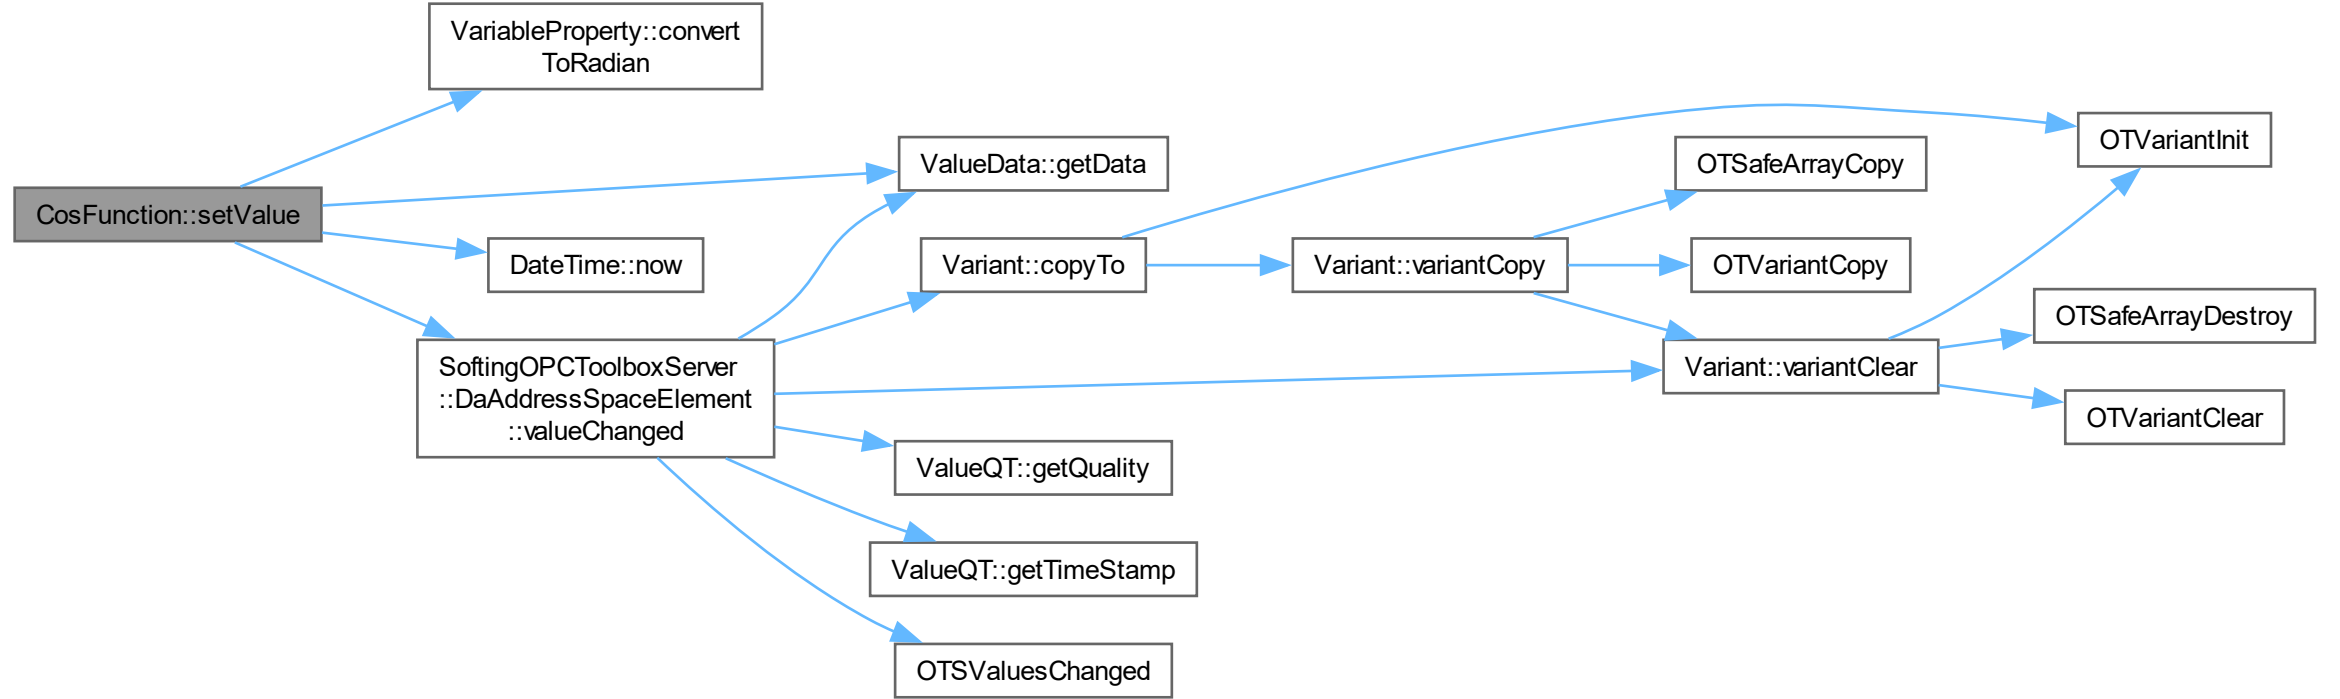 VariableProperty::convert
ToRadian
CosFunction::setValue
ValueData::getData
DateTime::now
SoftingOPCToolboxServer
::DaAddressSpaceElement
::valueChanged
Variant::copyTo
Variant::variantCopy
OTSafeArrayCopy
OTVariantCopy
Variant::variantClear
OTVariantInit
OTSafeArrayDestroy
OTVariantClear
ValueQT::getQuality
ValueQT::getTimeStamp
OTSValuesChanged